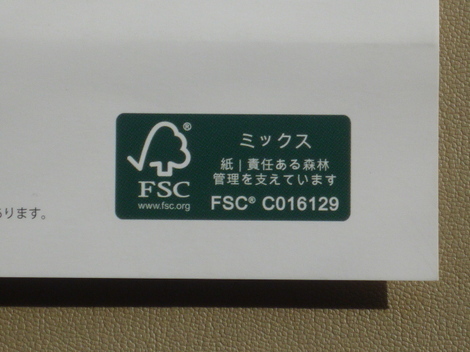 ミックス
紙 | 責任ある森林
管理を支えています
FSC® C016129
®
FSC
www.fsc.org
あります。